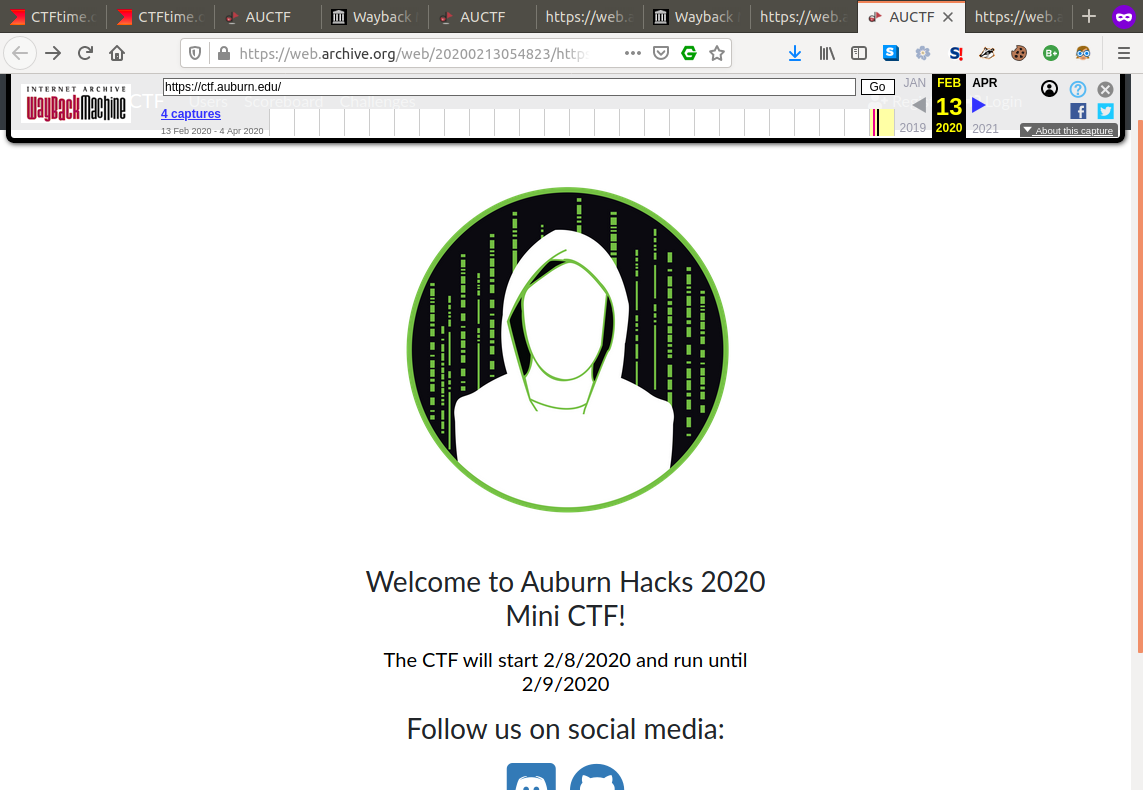 CTFtime.o
CTFtime.o
AUCTF
Wayback
AUCTF
https://web.a
Wayback
https://web.a
AUCTF
https://web.a
https://web.archive.org/web/20200213054823/https
INTERNET ARCHIVE
WayBackMachine
https://ctf.auburn.edu/
Go
JAN
FEB
APR
CTF Users Scoreboard Challenges
Login
4 captures
13
13 Feb 2020 - 4 Apr 2020
2019
2020
2021
About this capture
Welcome to Auburn Hacks 2020
Mini CTF!
The CTF will start 2/8/2020 and run until
2/9/2020
Follow us on social media: